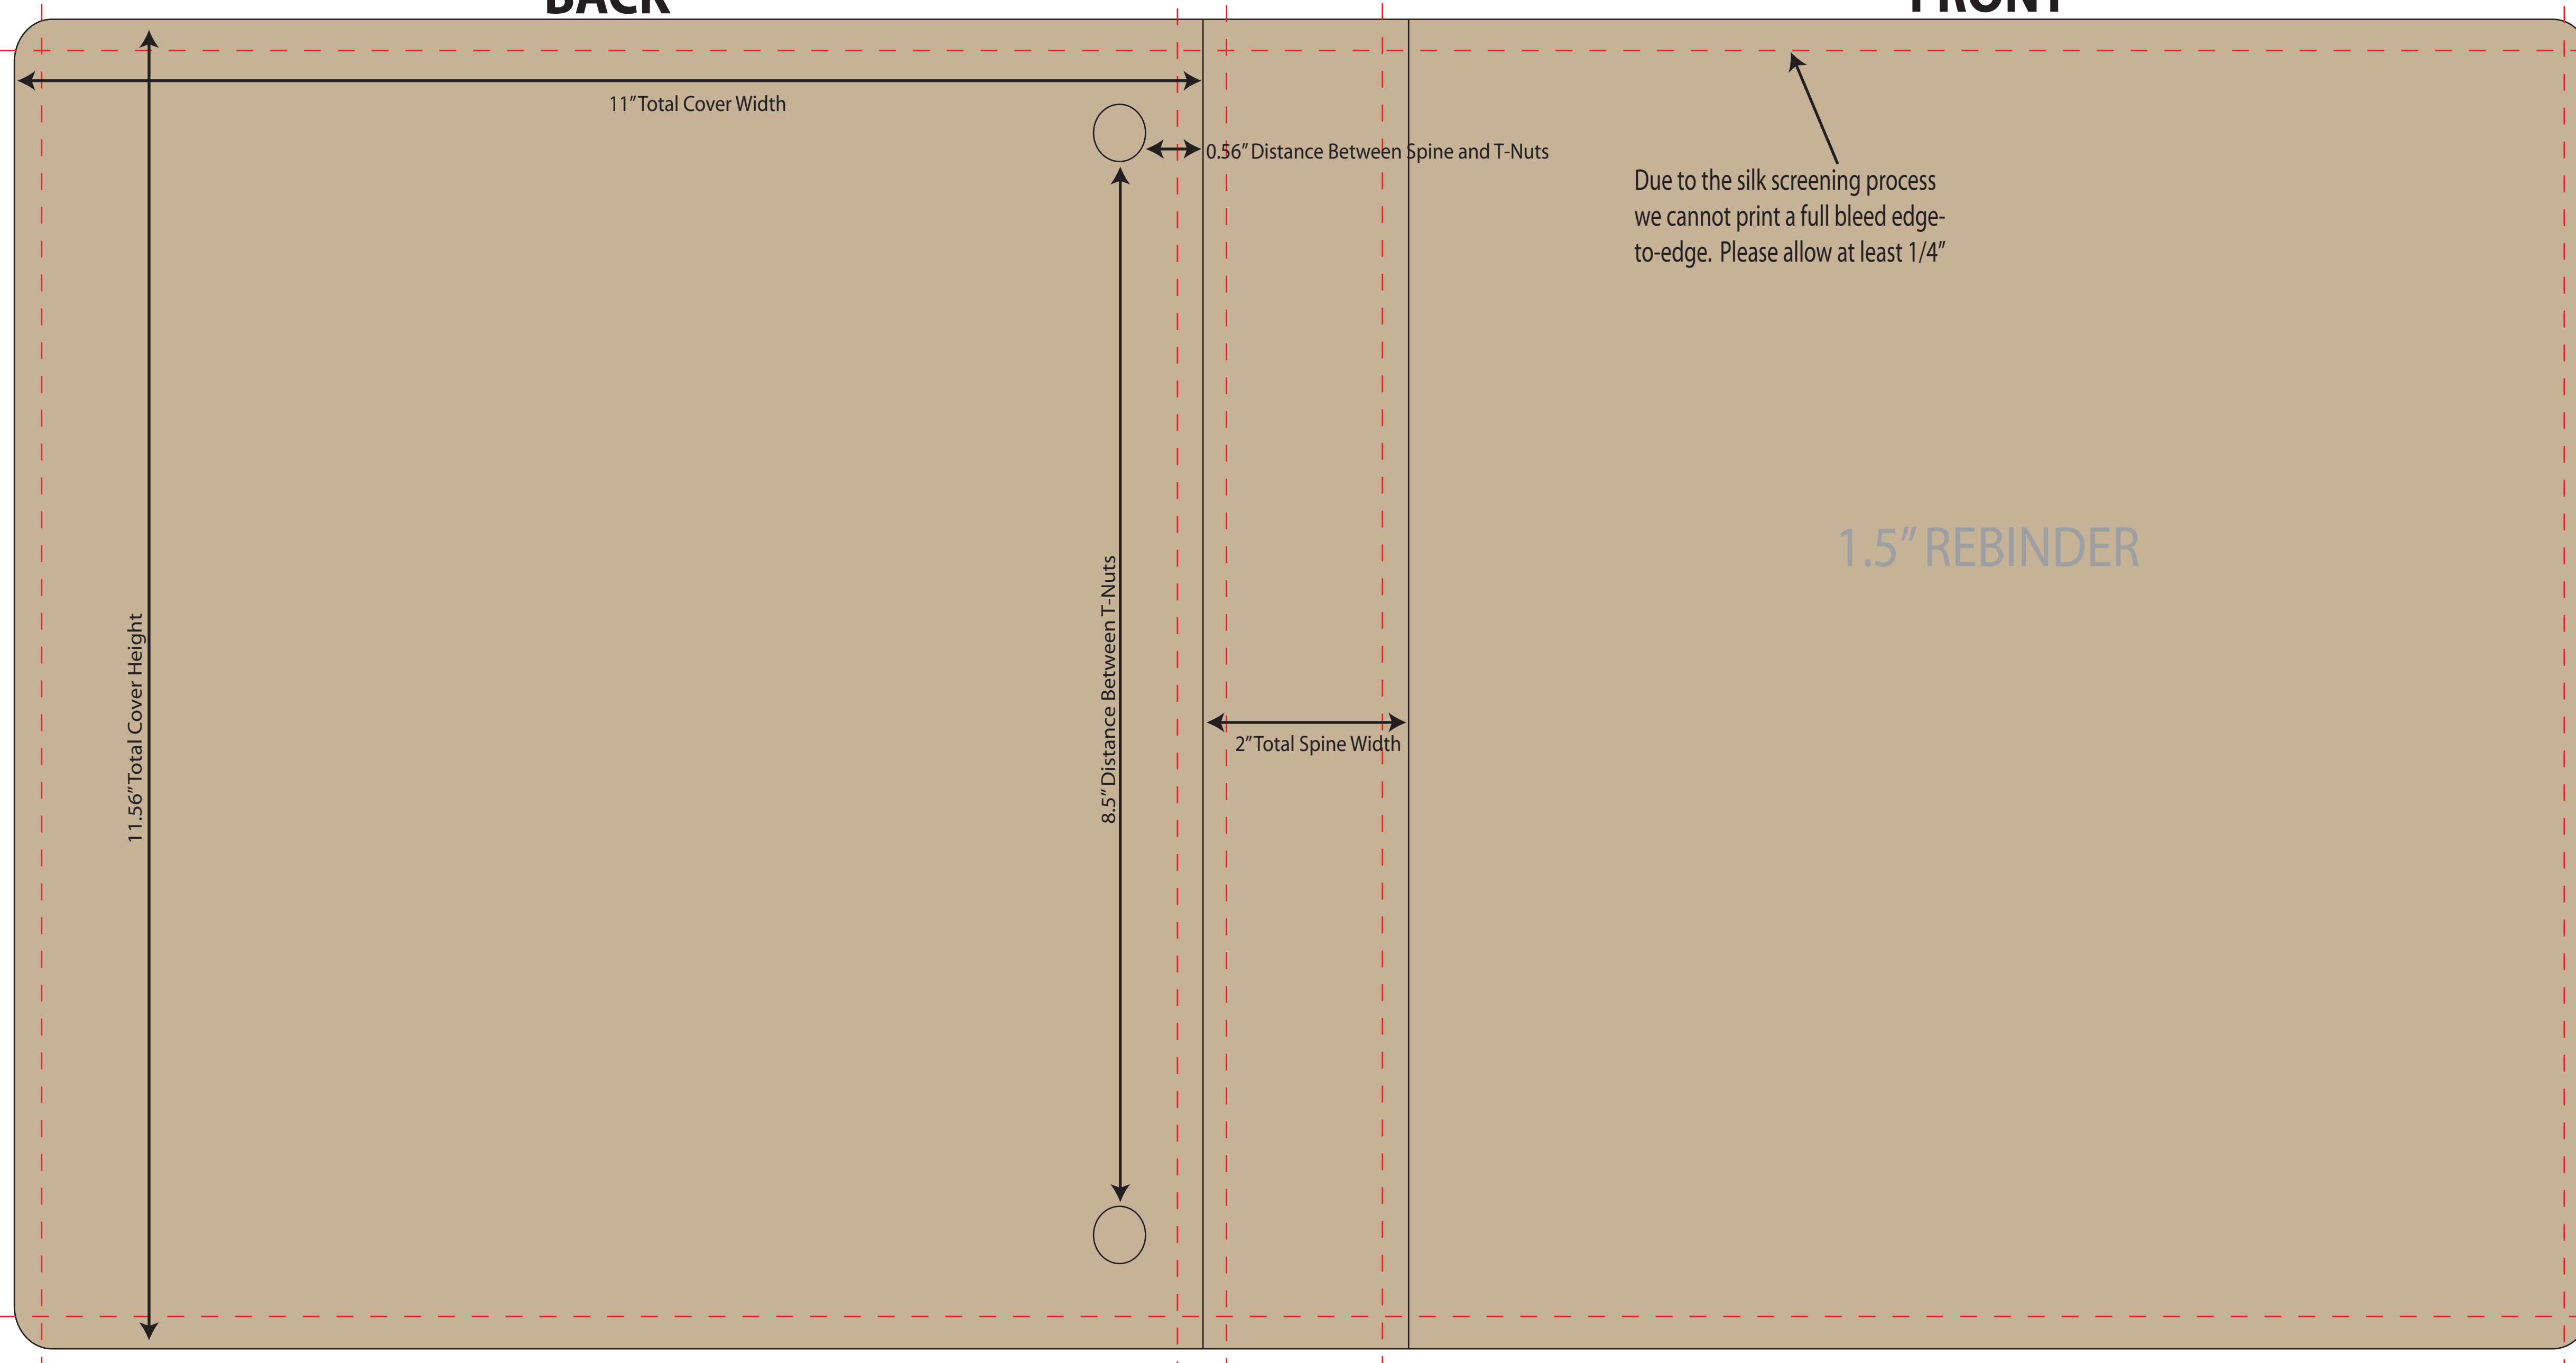 BACK
FRONT
11” Total Cover Width
0.56” Distance Between Spine and T-Nuts
Due to the silk screening process
we cannot print a full bleed edge-
to-edge. Please allow at least 1/4”
1.5” REBINDER
11.56” Total Cover Height
8.5” Distance Between T-Nuts
2” Total Spine Width